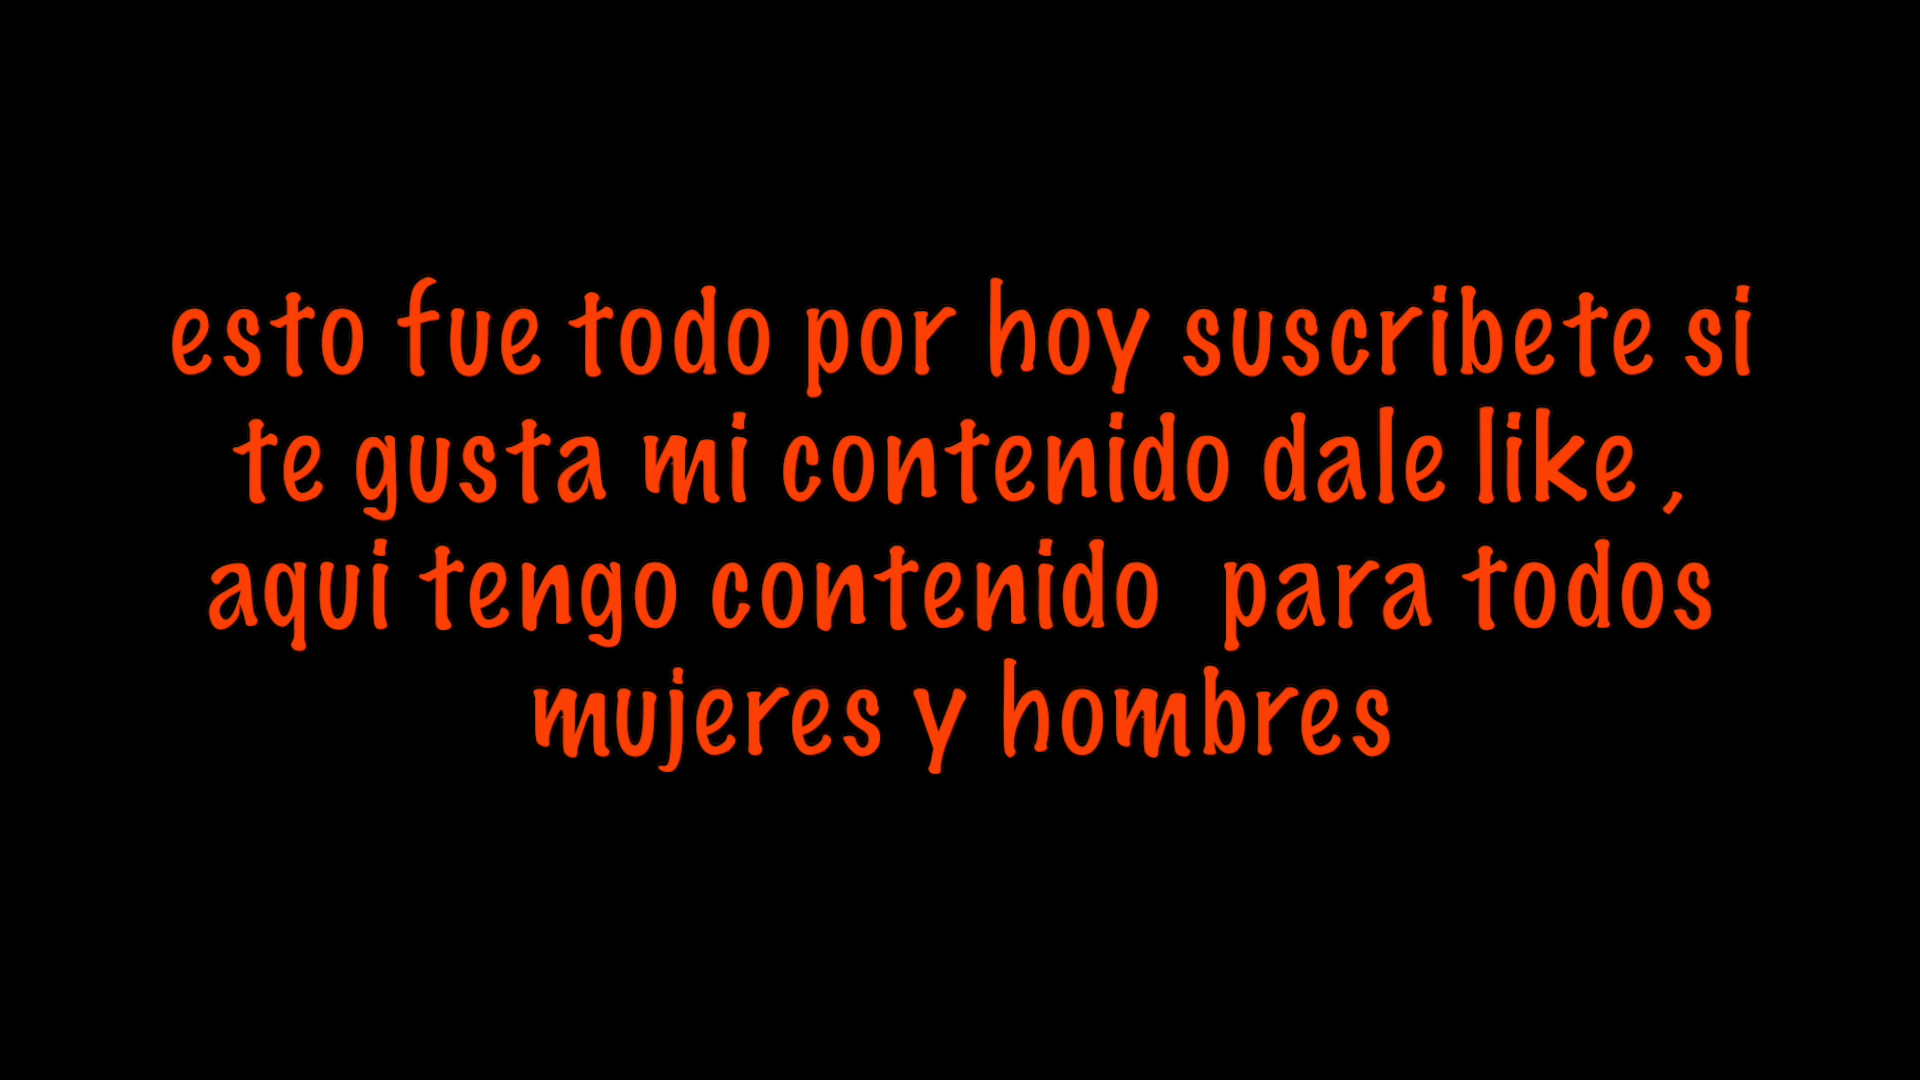 esto fue todo por hoy suscribete si
te gusta mi contenido dale like ,
aqui tengo contenido  para todos
mujeres y hombres